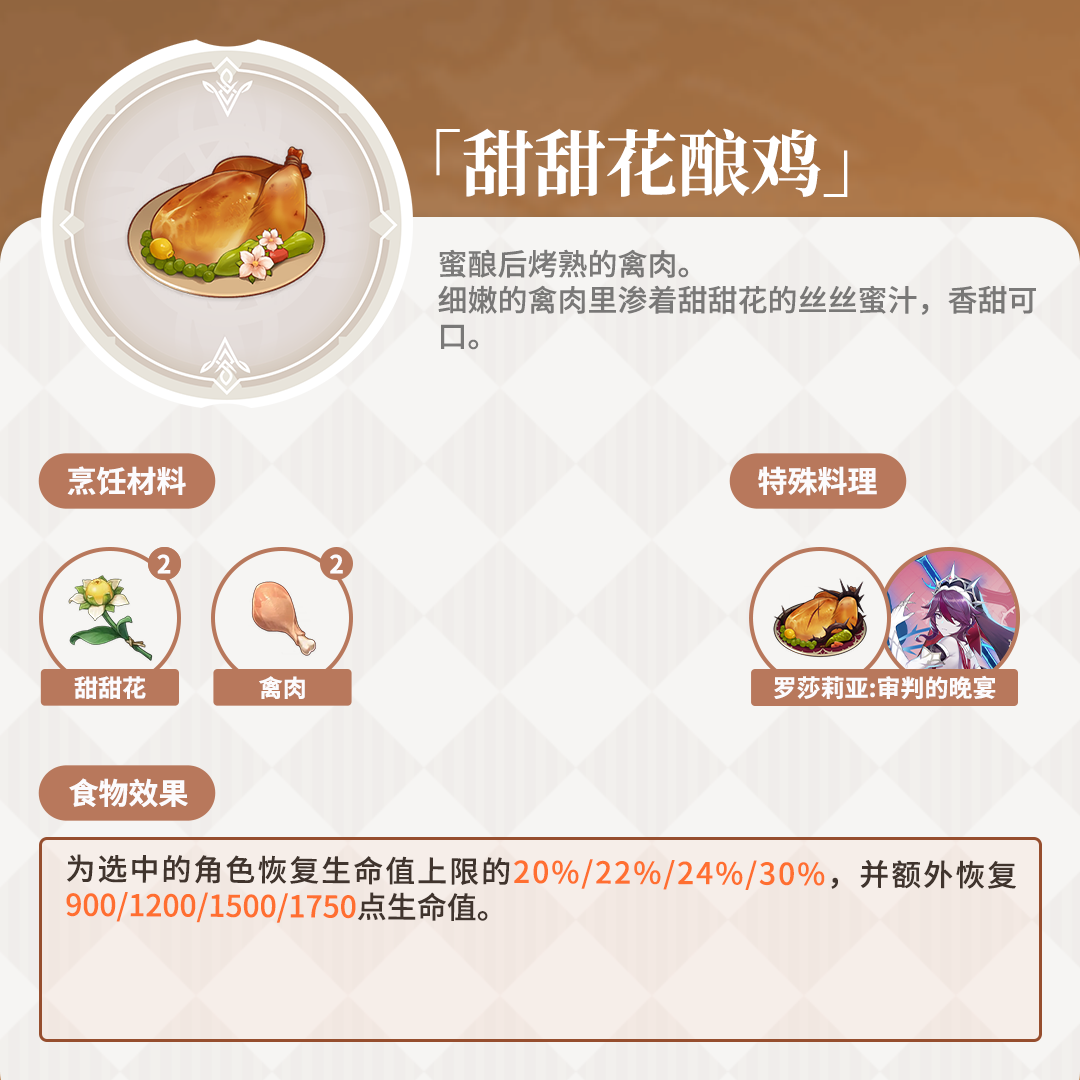 「甜甜花酿鸡」
蜜酿后烤熟的禽肉。
细嫩的禽肉里渗着甜甜花的丝丝蜜汁，香甜可
口。
烹饪材料
特殊料理
2
2
甜甜花
禽肉
罗莎莉亚:审判的晚宴
食物效果
为选中的角色恢复生命值上限的20%/22%/24%/30%，并额外恢复
900/1200/1500/1750点生命值。